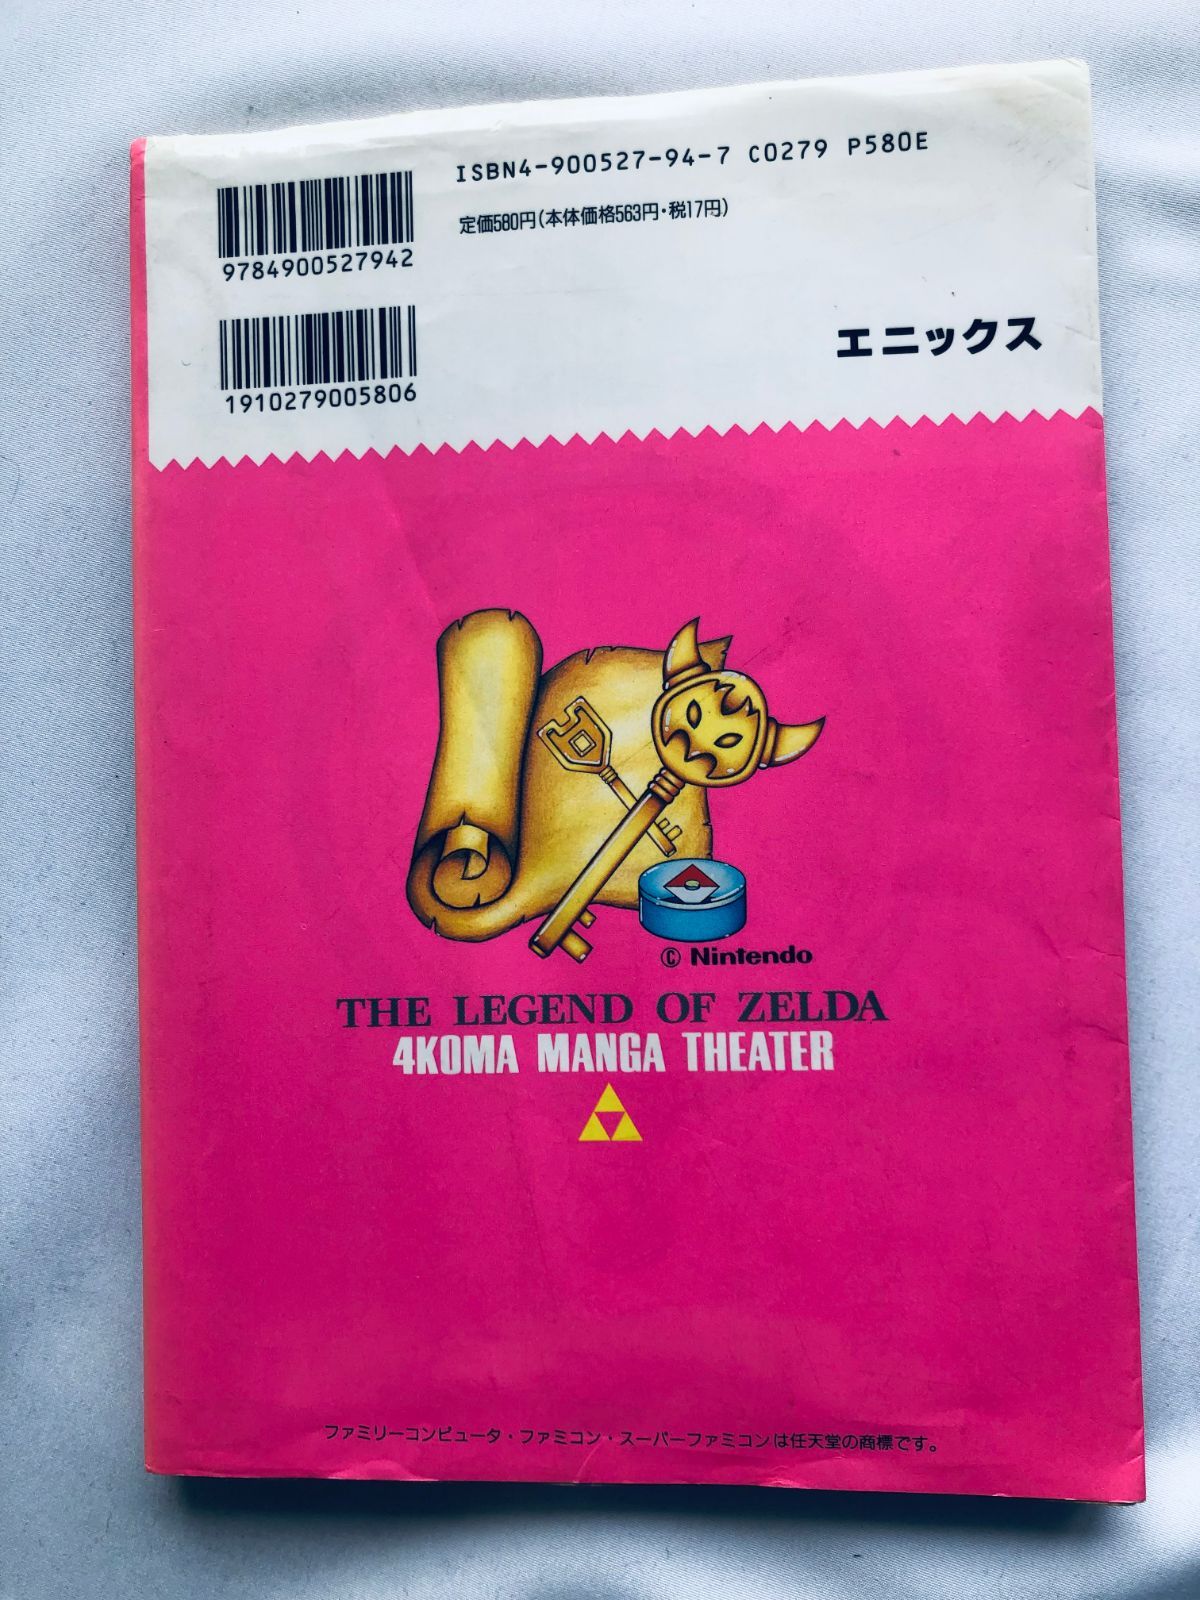 ISBN4-900527-94-7 C0279 P580E
定価580円(本体価格563円・税17円)
9784900527942
1910279005806
エニックス
© Nintendo
THE LEGEND OF ZELDA
4KOMA MANGA THEATER
ファミリーコンピュータ・ファミコン・スーパーファミコンは任天堂の商標です。